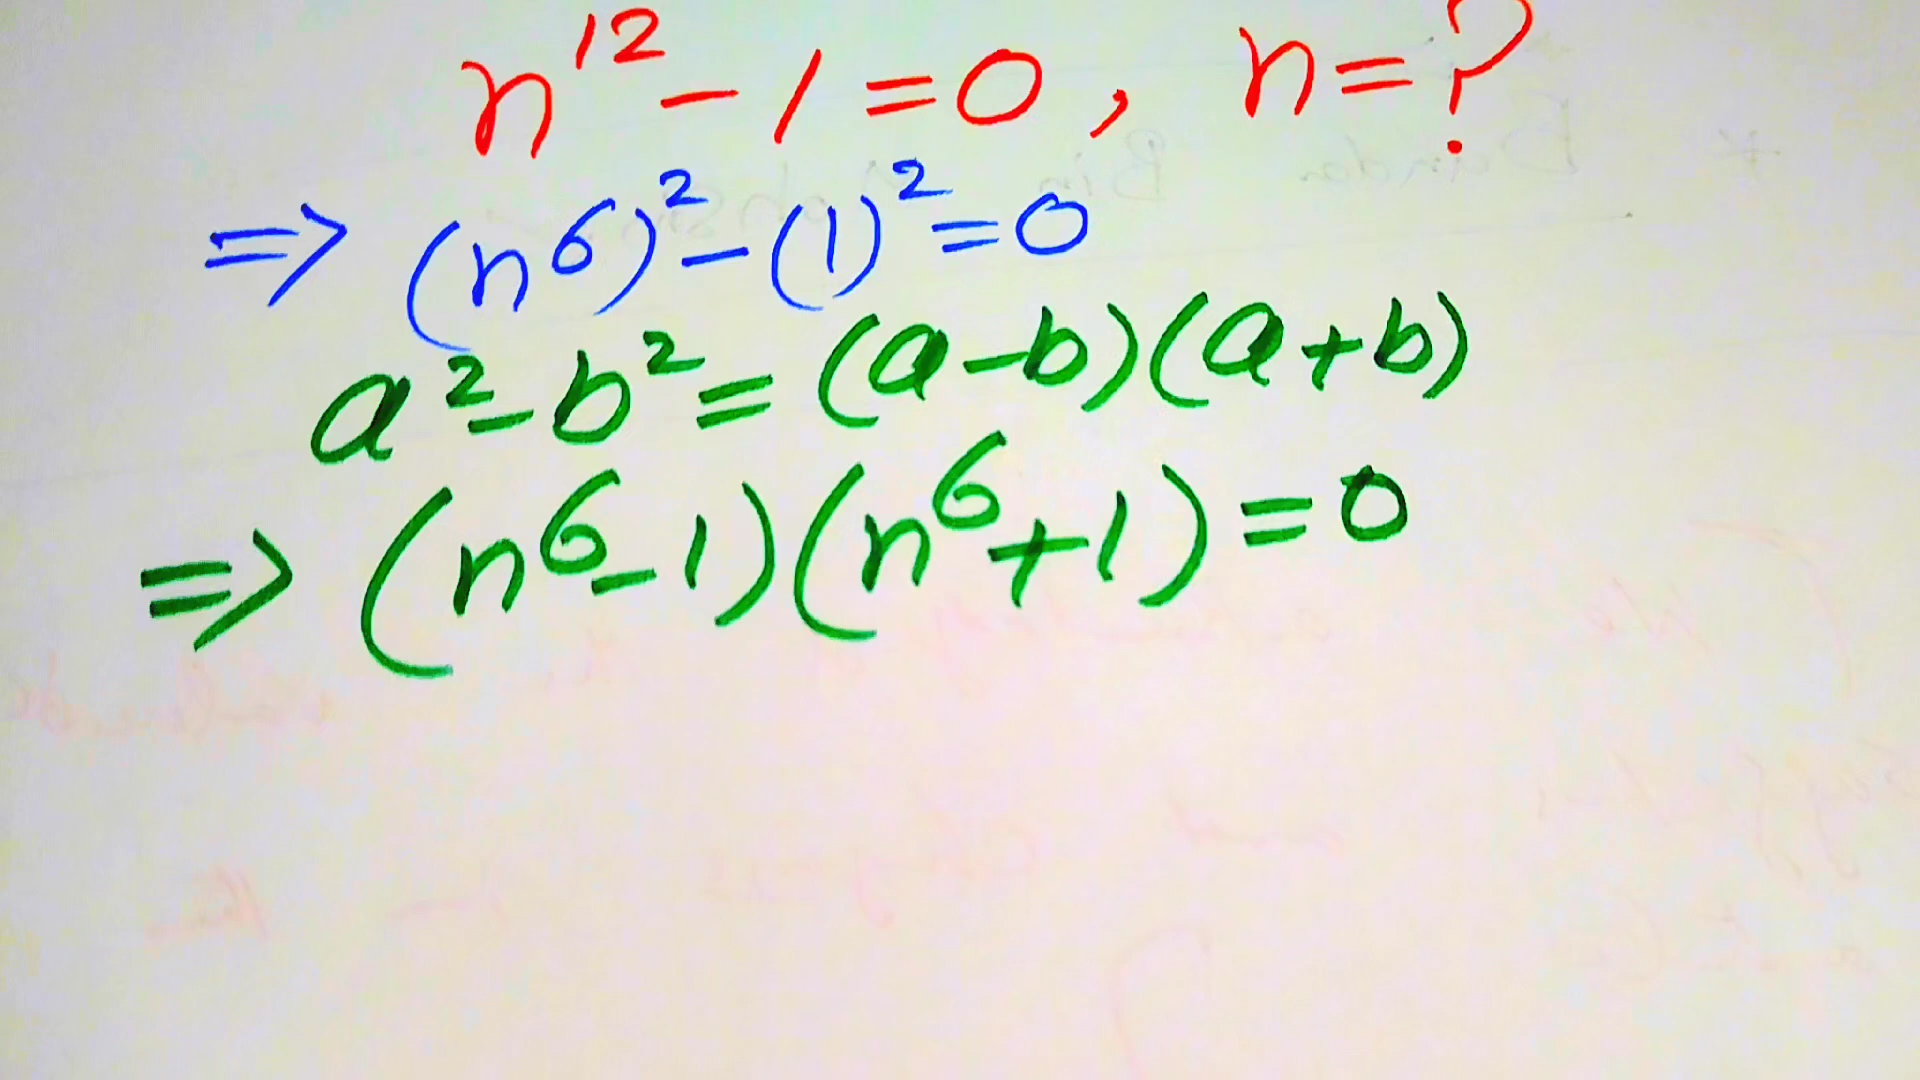 n¹² - 1 = 0, n = ?
⇒ (n⁶)² - (1)² = 0
a² - b² = (a - b)(a + b)
⇒ (n⁶ - 1)(n⁶ + 1) = 0